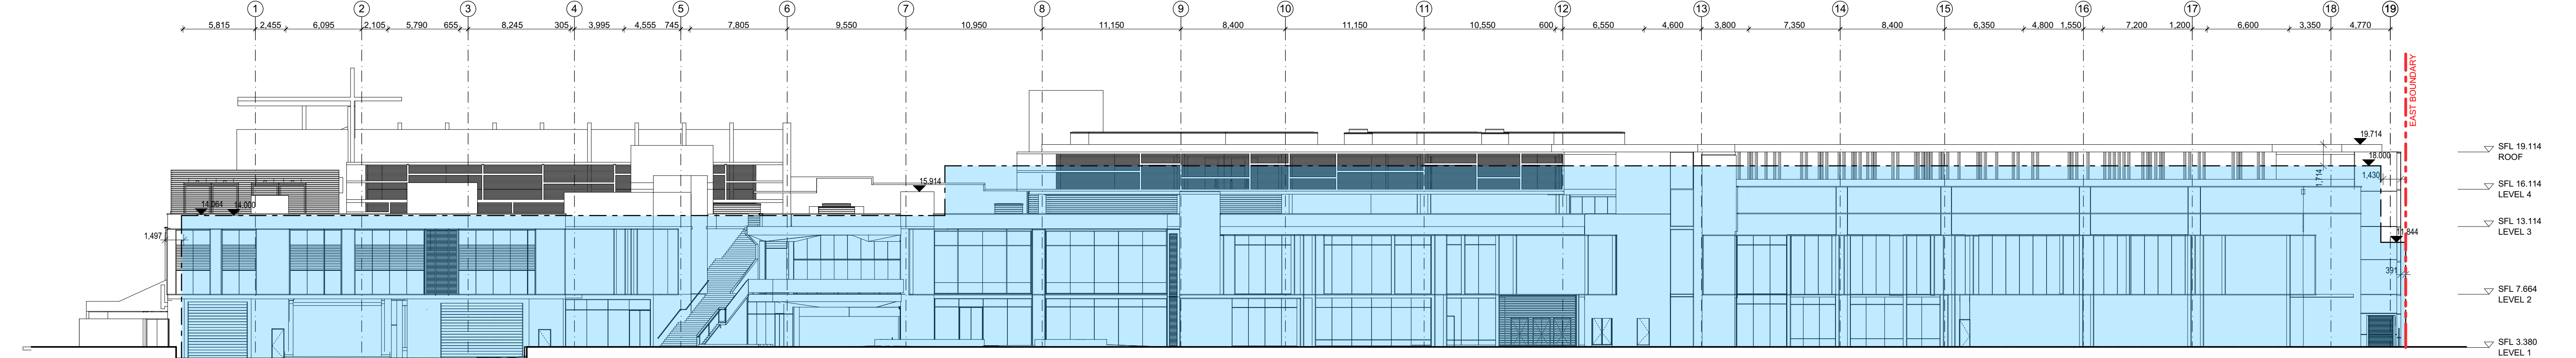 1 2 3 4 5 6 7 8 9 10 11 12 13 14 15 16 17 18 19
5,815 2,455 6,095 2,105 5,790 655 8,245 305 3,995 4,555 745 7,805 9,550 10,950 11,150 8,400 11,150 10,550 600 6,550 4,600 3,800 7,350 8,400 6,350 4,800 1,550 7,200 1,200 6,600 3,350 4,770
EAST BOUNDARY
19.714
SFL 19.114
ROOF
18.000
1,430
1,714
15.914
SFL 16.114
LEVEL 4
14.064
14.000
SFL 13.114
LEVEL 3
1,497
11.844
391
SFL 7.664
LEVEL 2
SFL 3.380
LEVEL 1